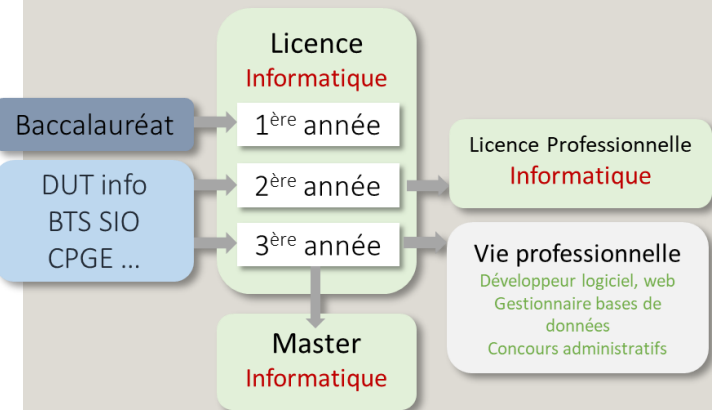 Licence
Informatique
Baccalauréat
1ère année
DUT info
BTS SIO
CPGE ...
2ère année
3ère année
Licence Professionnelle
Informatique
Vie professionnelle
Développeur logiciel, web
Gestionnaire bases de
données
Concours administratifs
Master
Informatique